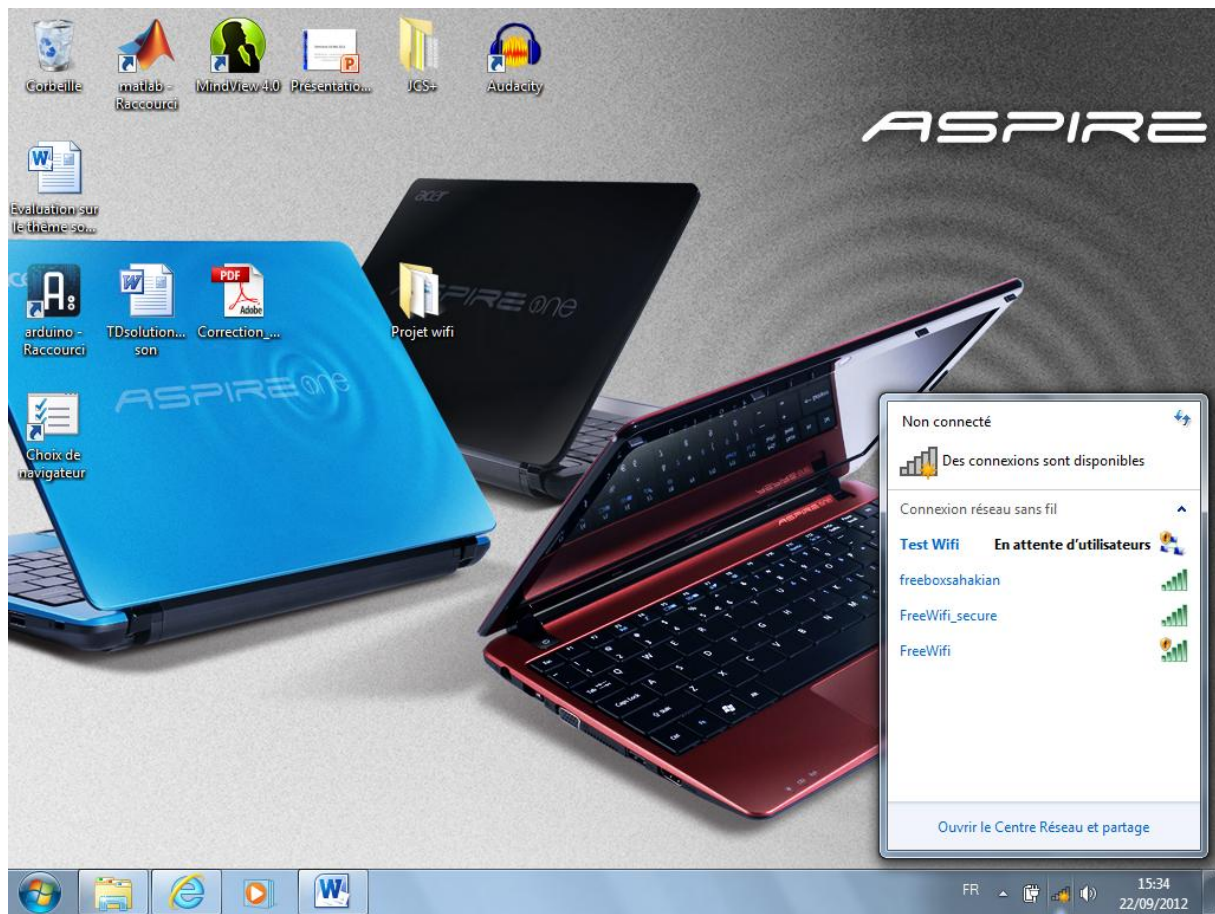 Corbeille
matlab -
Raccourci
MindView 4.0
Présentatio...
JGS+
Audacity
ASPIRE
Evaluation sur
le thème so...
acer
arduino -
Raccourci
TDsolution...
son
PDF
Adobe
Correction_...
Projet wifi
ASPIRE one
ASPIRE one
Choix de
navigateur
Non connecté
Des connexions sont disponibles
Connexion réseau sans fil
Test Wifi En attente d'utilisateurs
freeboxsahakian
FreeWifi_secure
FreeWifi
Ouvrir le Centre Réseau et partage
FR
15:34
22/09/2012